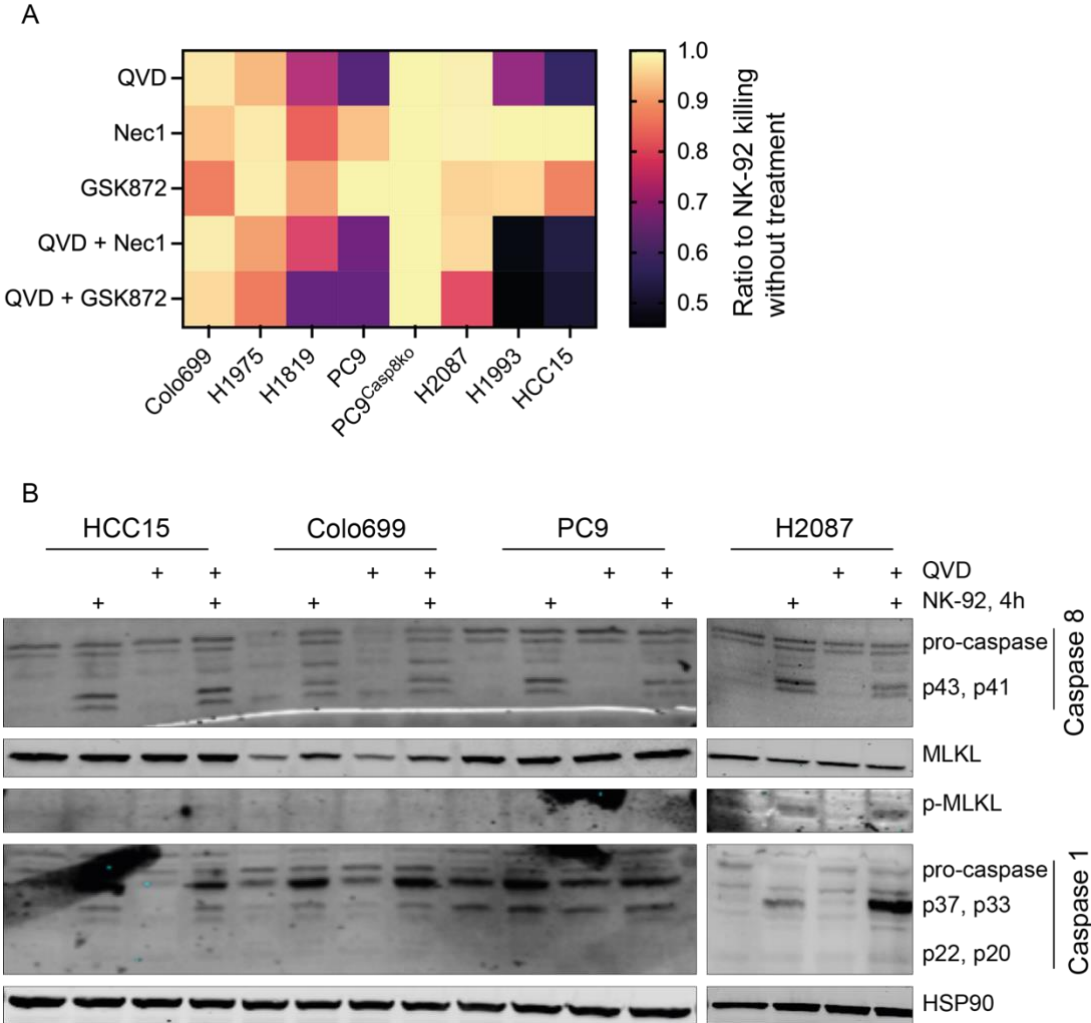 A
QVD
Nec1
GSK872
QVD + Nec1
QVD + GSK872
1.0
0.9
0.8
0.7
0.6
0.5
Ratio to NK-92 killing
without treatment
Colo699
H1975
H1819
PC9
PC9Casp8ko
H2087
H1993
HCC15
B
HCC15 Colo699 PC9 H2087
+ + + + + + + + QVD
+ + + + + + + + NK-92, 4h
pro-caspase
p43, p41
Caspase 8
MLKL
p-MLKL
pro-caspase
p37, p33
p22, p20
Caspase 1
HSP90